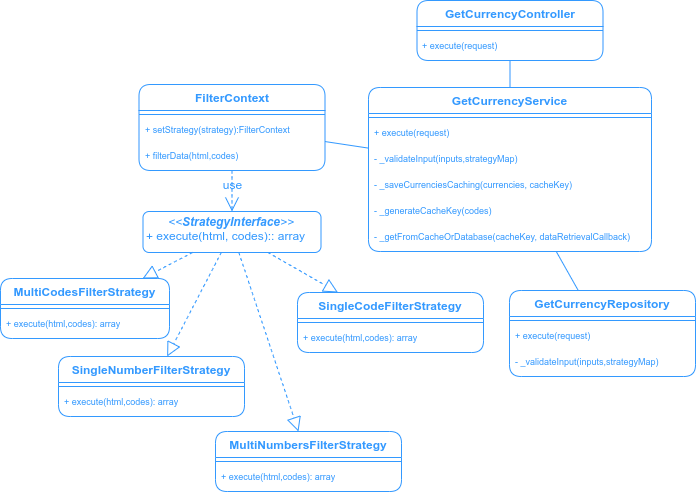 GetCurrencyController
+ execute(request)
FilterContext
+ setStrategy(strategy):FilterContext
+ filterData(html,codes)
GetCurrencyService
+ execute(request)
- _validateInput(inputs,strategyMap)
- _saveCurrenciesCaching(currencies, cacheKey)
- _generateCacheKey(codes)
- _getFromCacheOrDatabase(cacheKey, dataRetrievalCallback)
use
<<StrategyInterface>>
+ execute(html, codes):: array
MultiCodesFilterStrategy
+ execute(html,codes): array
SingleCodeFilterStrategy
+ execute(html,codes): array
GetCurrencyRepository
+ execute(request)
- _validateInput(inputs,strategyMap)
SingleNumberFilterStrategy
+ execute(html,codes): array
MultiNumbersFilterStrategy
+ execute(html,codes): array